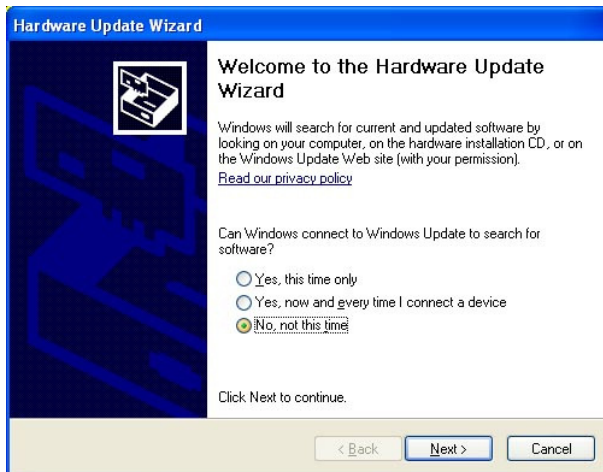 Hardware Update Wizard
Welcome to the Hardware Update
Wizard
Windows will search for current and updated software by
looking on your computer, on the hardware installation CD, or on
the Windows Update Web site (with your permission).
Read our privacy policy
Can Windows connect to Windows Update to search for
software?
Yes, this time only
Yes, now and every time I connect a device
No, not this time
Click Next to continue.
< Back
Next >
Cancel